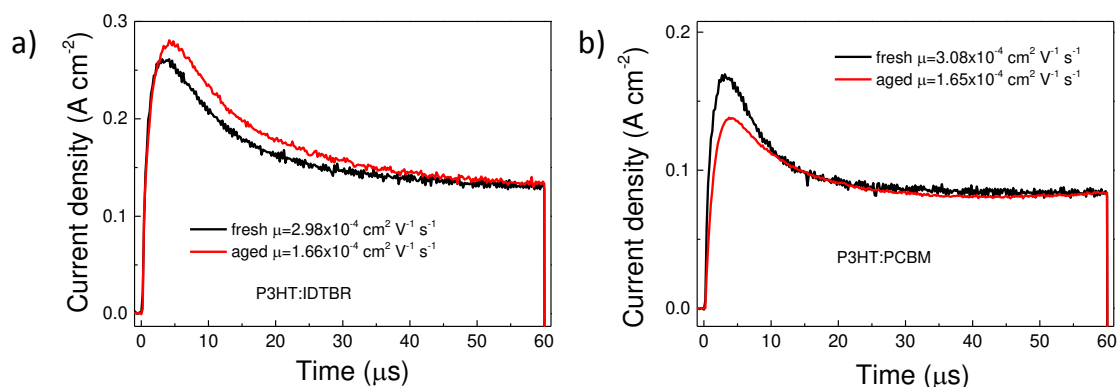 a)
Current density (A cm⁻²)
0.3
0.2
0.1
0.0
fresh μ=2.98x10⁻⁴ cm² V⁻¹ s⁻¹
aged μ=1.66x10⁻⁴ cm² V⁻¹ s⁻¹
P3HT:IDTBR
0 10 20 30 40 50 60
Time (μs)
b)
Current density (A cm⁻²)
0.2
0.1
0.0
fresh μ=3.08x10⁻⁴ cm² V⁻¹ s⁻¹
aged μ=1.65x10⁻⁴ cm² V⁻¹ s⁻¹
P3HT:PCBM
0 10 20 30 40 50 60
Time (μs)